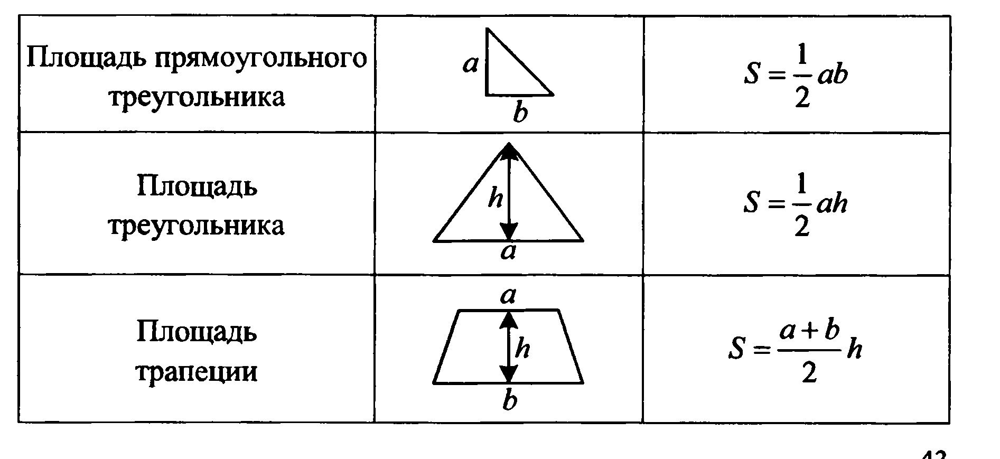 Площадь прямоугольного
треугольника
a
b
S = 1/2 ab
Площадь
треугольника
h
a
S = 1/2 ah
Площадь
трапеции
a
h
b
S = (a + b)/2 h